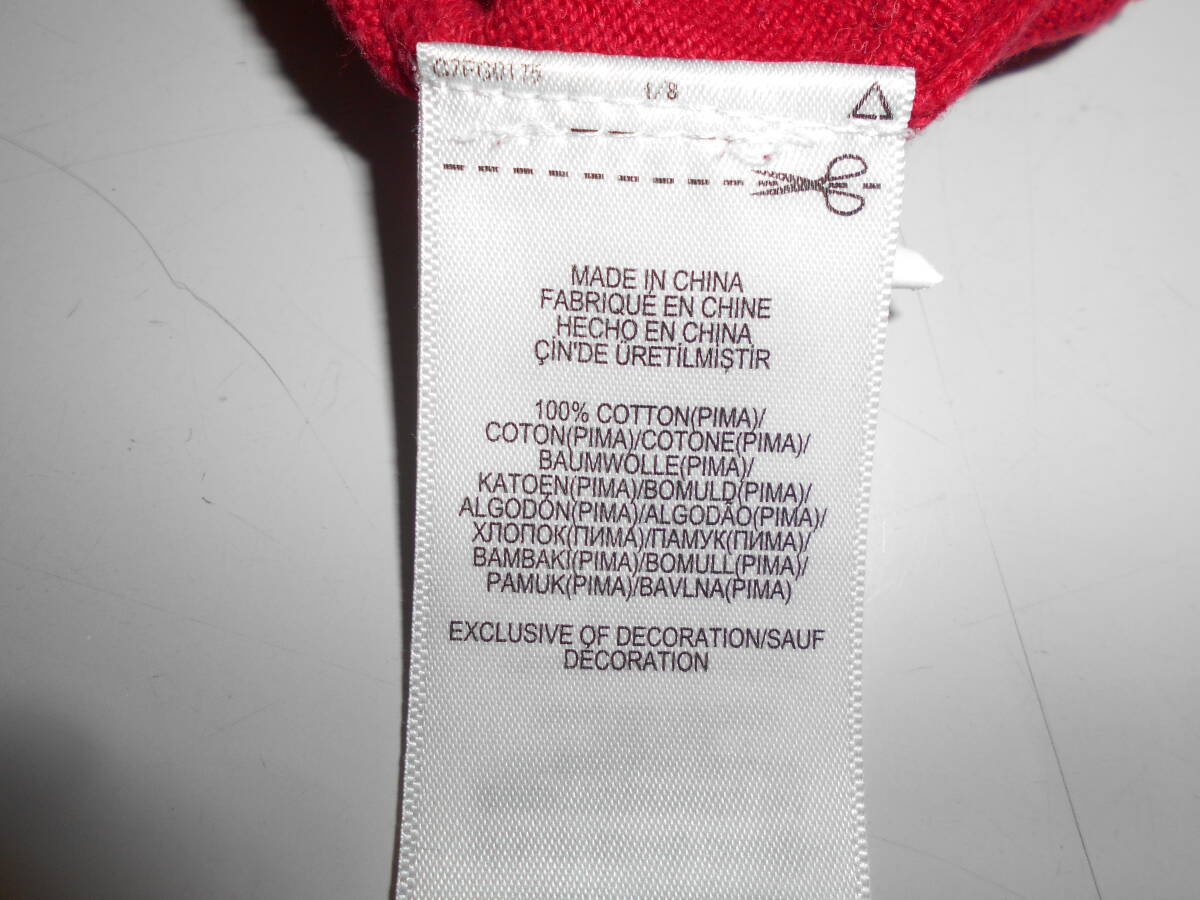 L/8
MADE IN CHINA
FABRIQUÉ EN CHINE
HECHO EN CHINA
ÇİN'DE ÜRETİLMİŞTİR
100% COTTON(PIMA)/
COTON(PIMA)/COTONE(PIMA)/
BAUMWOLLE(PIMA)/
KATOEN(PIMA)/BOMULD(PIMA)/
ALGODÓN(PIMA)/ALGODÃO(PIMA)/
ХЛОПОК(ПИМА)/ПАМУК(ПИМА)/
BAMBAKI(PIMA)/BOMULL(PIMA)/
PAMUK(PIMA)/BAVLNA(PIMA)
EXCLUSIVE OF DECORATION/SAUF
DÉCORATION